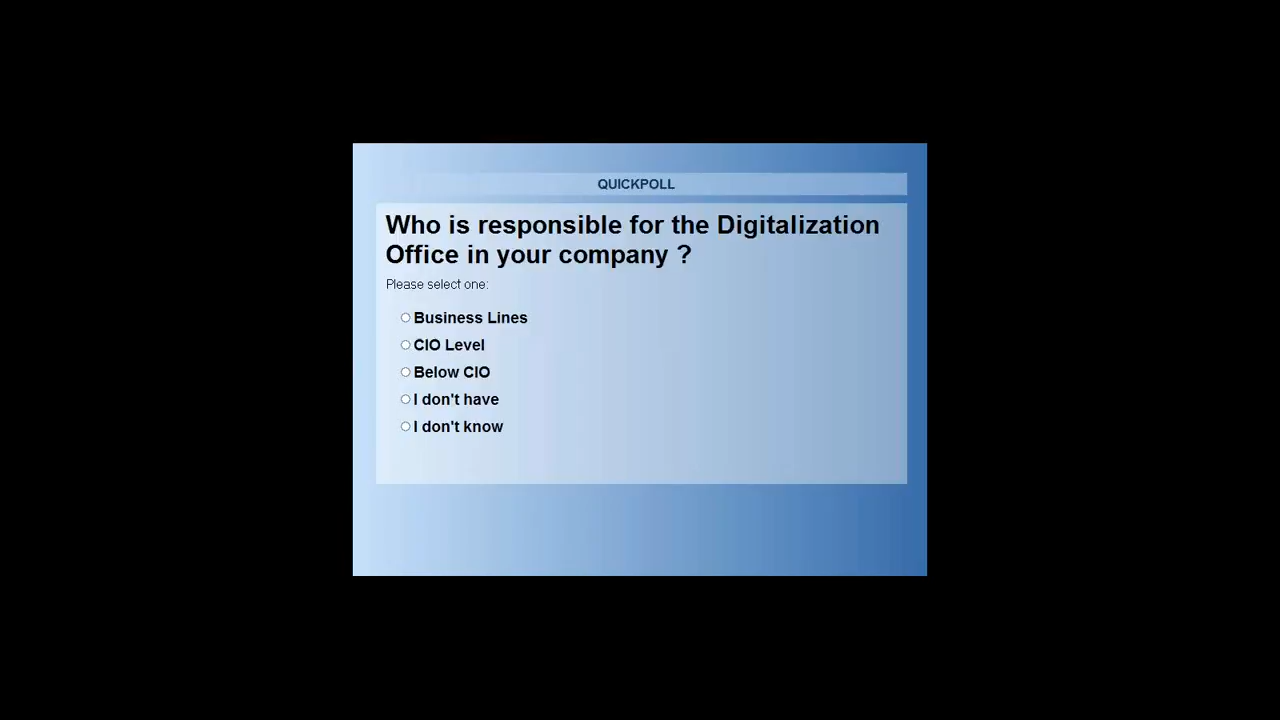 QUICKPOLL
Who is responsible for the Digitalization
Office in your company ?
Please select one:
Business Lines
CIO Level
Below CIO
I don't have
I don't know